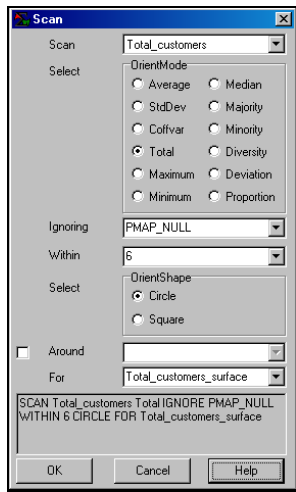 Scan
Scan Total_customers
Select OrientMode
Average Median
StdDev Majority
Coffvar Minority
Total Diversity
Maximum Deviation
Minimum Proportion
Ignoring PMAP_NULL
Within 6
Select OrientShape
Circle
Square
Around
For Total_customers_surface
SCAN Total_customers Total IGNORE PMAP_NULL
WITHIN 6 CIRCLE FOR Total_customers_surface
OK Cancel Help